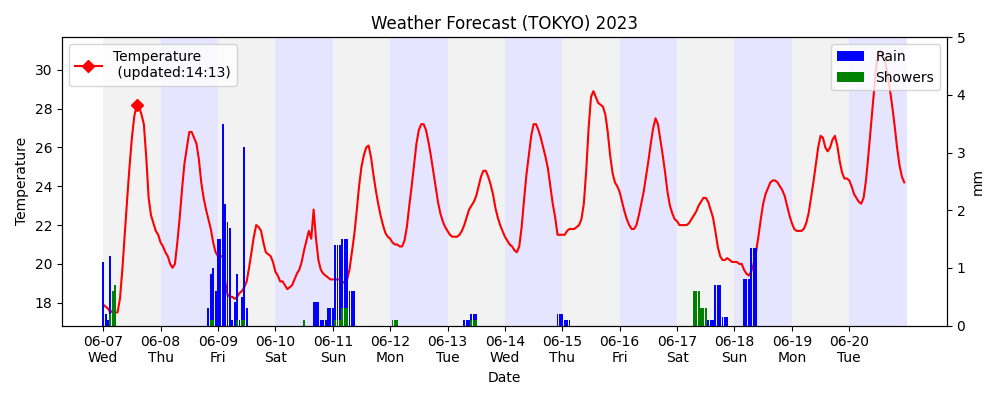 Weather Forecast (TOKYO) 2023
Temperature
(updated:14:13)
Rain
Showers
Temperature
30
28
26
24
22
20
18
5
4
3
2
1
0
mm
06-07 06-08 06-09 06-10 06-11 06-12 06-13 06-14 06-15 06-16 06-17 06-18 06-19 06-20
Wed Thu Fri Sat Sun Mon Tue Wed Thu Fri Sat Sun Mon Tue
Date